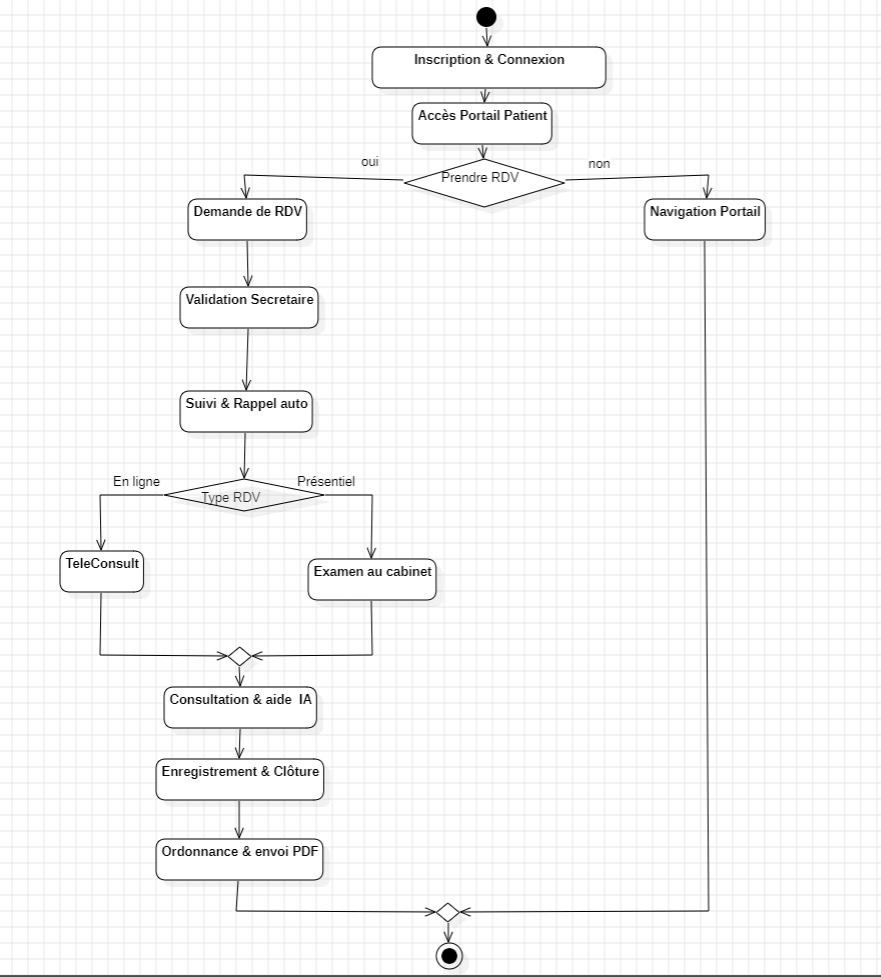 Inscription & Connexion
Accès Portail Patient
oui
non
Prendre RDV
Demande de RDV
Navigation Portail
Validation Secretaire
Suivi & Rappel auto
En ligne
Présentiel
Type RDV
TeleConsult
Examen au cabinet
Consultation & aide  IA
Enregistrement & Clôture
Ordonnance & envoi PDF